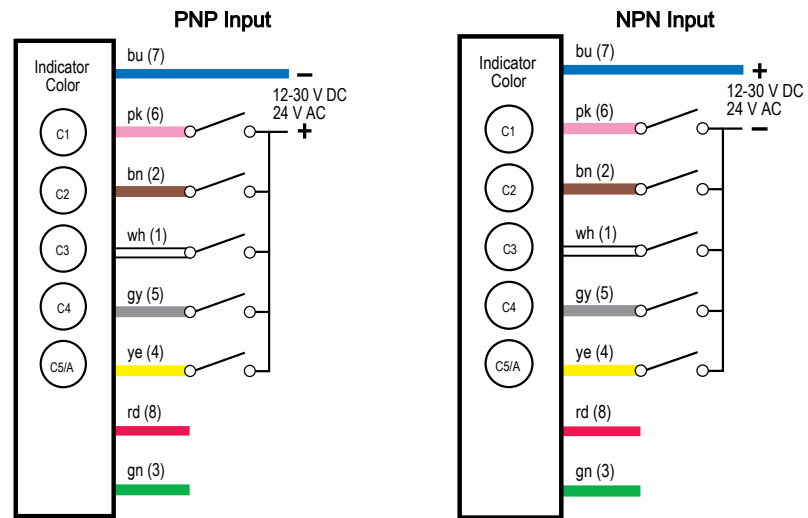 PNP Input
Indicator
Color
bu (7)
–
12-30 V DC
24 V AC
+
C1
pk (6)
C2
bn (2)
C3
wh (1)
C4
gy (5)
C5/A
ye (4)
rd (8)
gn (3)
NPN Input
Indicator
Color
bu (7)
+
12-30 V DC
24 V AC
–
C1
pk (6)
C2
bn (2)
C3
wh (1)
C4
gy (5)
C5/A
ye (4)
rd (8)
gn (3)